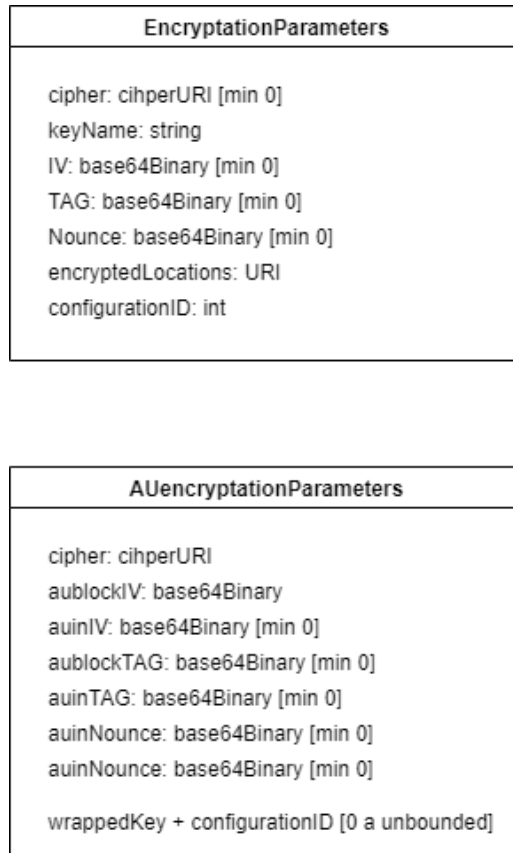 EncryptationParameters
cipher: cihperURI [min 0]
keyName: string
IV: base64Binary [min 0]
TAG: base64Binary [min 0]
Nounce: base64Binary [min 0]
encryptedLocations: URI
configurationID: int
AUencryptationParameters
cipher: cihperURI
aublockIV: base64Binary
auinIV: base64Binary [min 0]
aublockTAG: base64Binary [min 0]
auinTAG: base64Binary [min 0]
auinNounce: base64Binary [min 0]
auinNounce: base64Binary [min 0]
wrappedKey + configurationID [0 a unbounded]